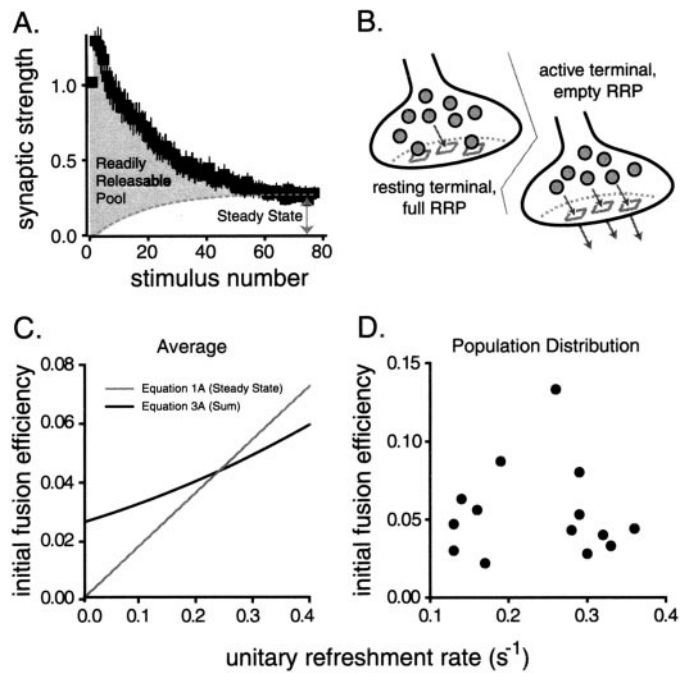 A.
synaptic strength
1.0
0.5
0.0
Readily
Releasable
Pool
Steady State
0
20
40
60
80
stimulus number
B.
active terminal,
empty RRP
resting terminal,
full RRP
C.
Average
initial fusion efficiency
0.08
0.06
0.04
0.02
0.00
Equation 1A (Steady State)
Equation 3A (Sum)
0.0
0.1
0.2
0.3
0.4
D.
Population Distribution
initial fusion efficiency
0.15
0.10
0.05
0.00
0.1
0.2
0.3
0.4
unitary refreshment rate (s⁻¹)